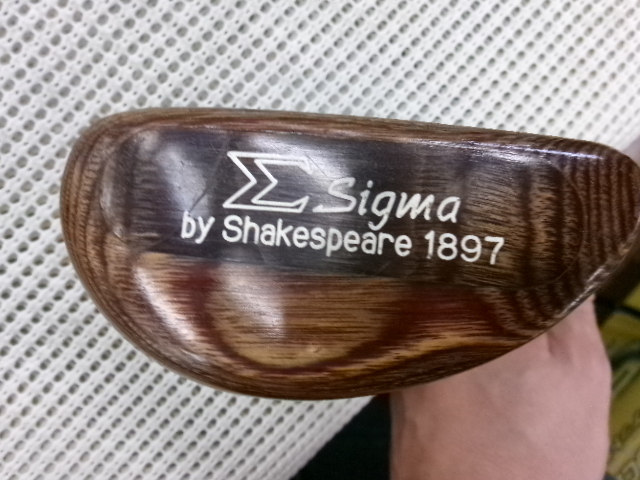 Σ Sigma
by Shakespeare 1897